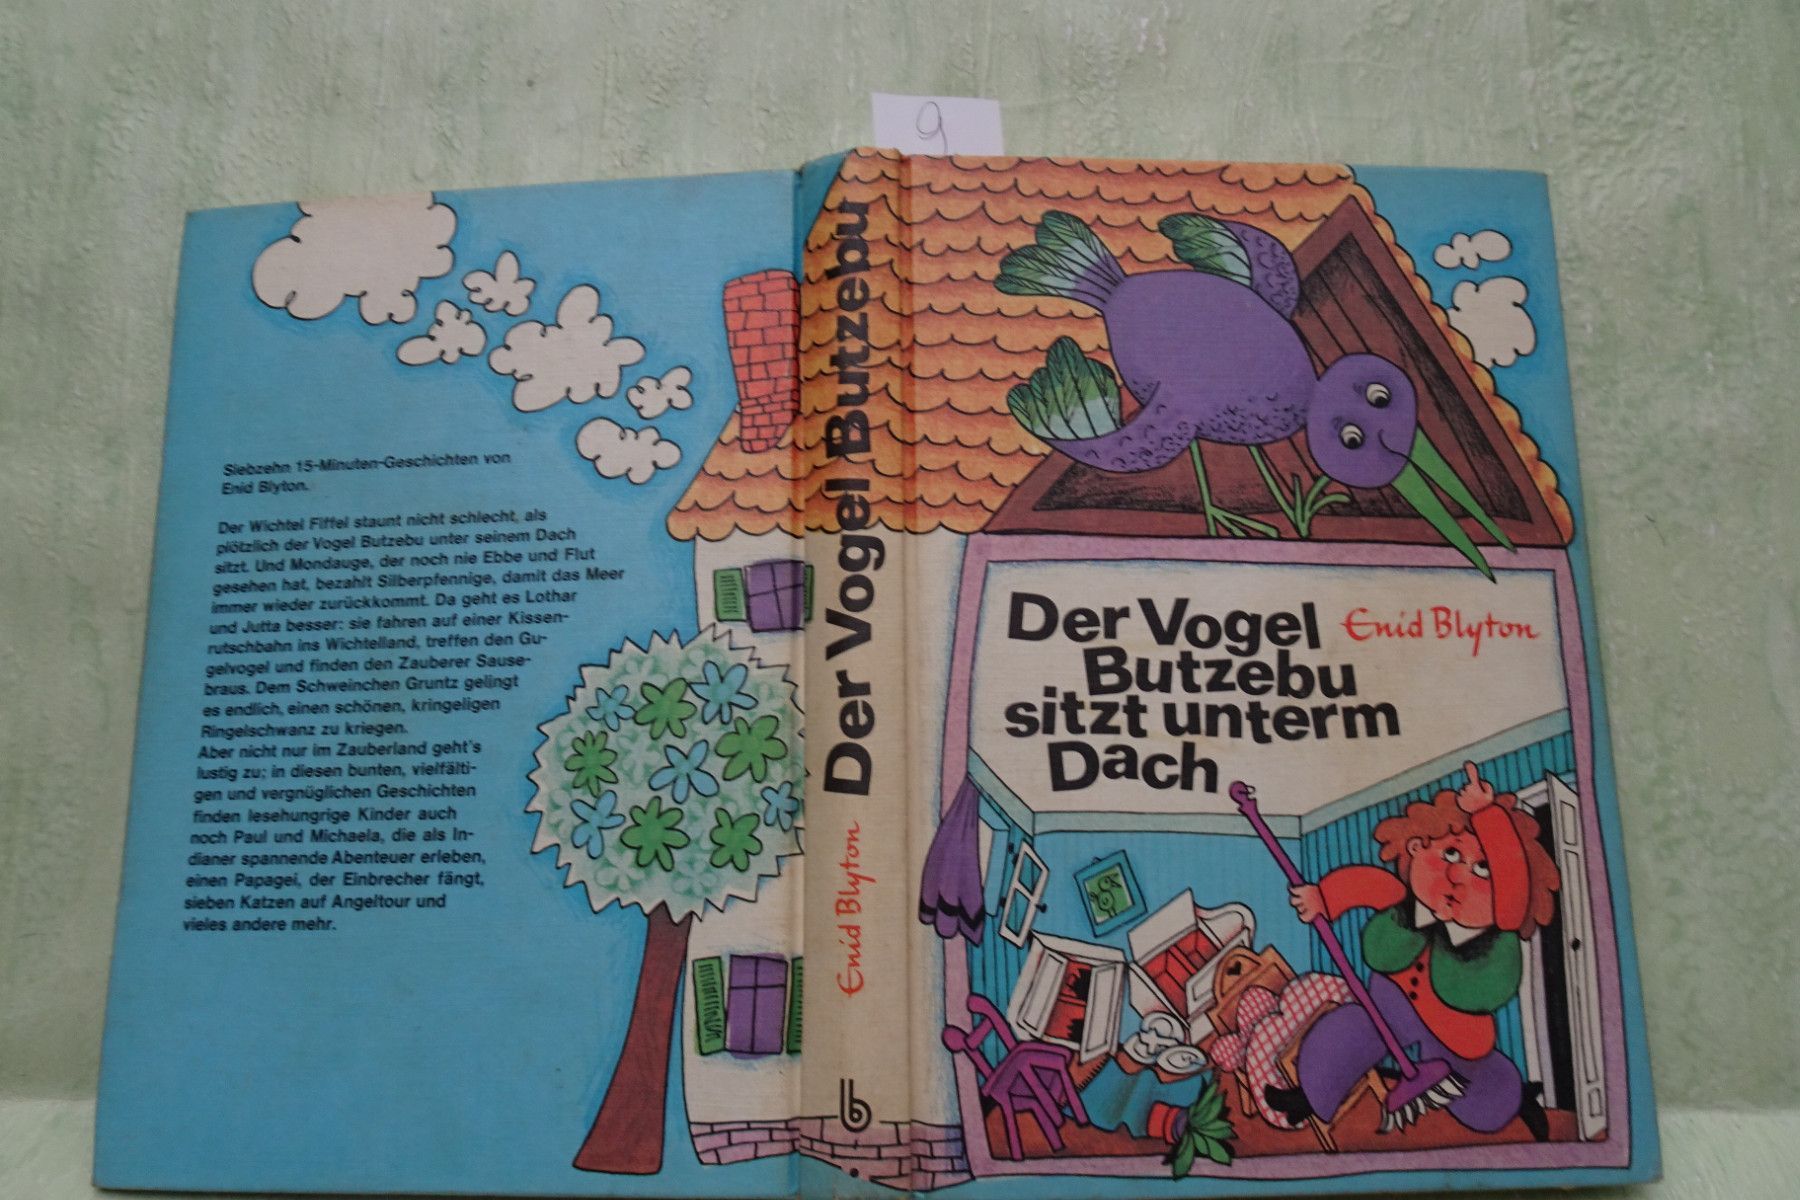 9
Siebzehn 15-Minuten-Geschichten von
Enid Blyton.
Der Wichtel Fiffel staunt nicht schlecht, als
plötzlich der Vogel Butzebu unter seinem Dach
sitzt. Und Mondauge, der noch nie Ebbe und Flut
gesehen hat, bezahlt Silberpfennige, damit das Meer
immer wieder zurückkommt. Da geht es Lothar
und Jutta besser: sie fahren auf einer Kissen-
rutschbahn ins Wichtelland, treffen den Gu-
gelvogel und finden den Zauberer Sause-
braus. Dem Schweinchen Gruntz gelingt
es endlich, einen schönen, kringeligen
Ringelschwanz zu kriegen.
Aber nicht nur im Zauberland geht's
lustig zu; in diesen bunten, vielfälti-
gen und vergnüglichen Geschichten
finden lesehungrige Kinder auch
noch Paul und Michaela, die als In-
dianer spannende Abenteuer erleben,
einen Papagei, der Einbrecher fängt,
sieben Katzen auf Angeltour und
vieles andere mehr.
Enid Blyton Der Vogel Butzebu
b
Der Vogel
Butzebu
sitzt unterm
Dach
Enid Blyton